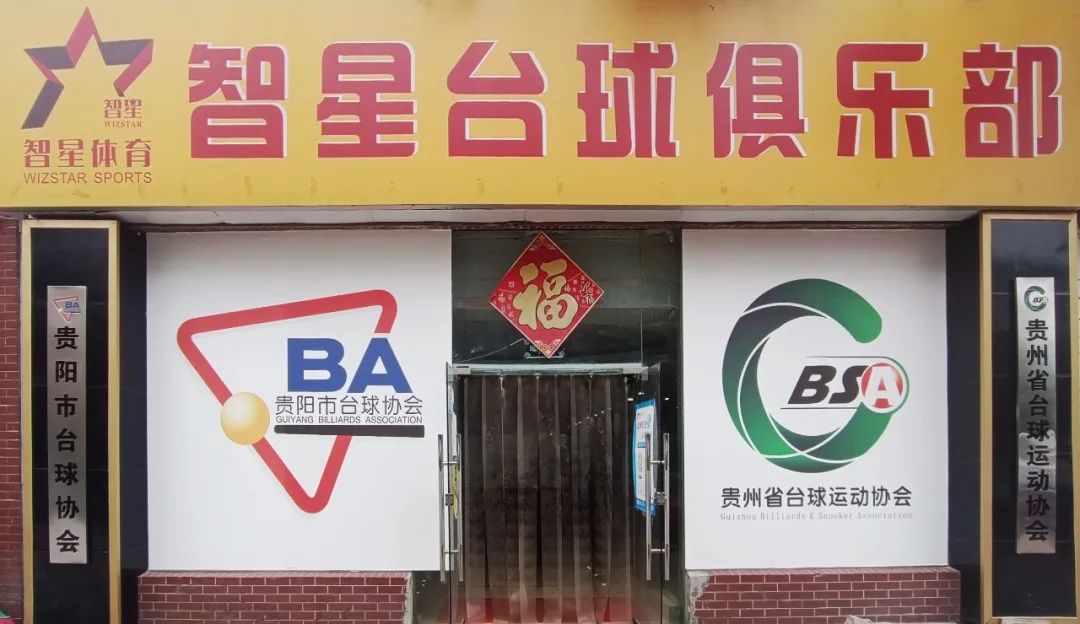 智星台球俱乐部
智星
WIZSTAR
智星体育
WIZSTAR SPORTS
BA
贵阳市台球协会
BA
贵阳市台球协会
GUIYANG BILLIARDS ASSOCIATION
福
BSA
贵州省台球运动协会
Guizhou Billiards & Snooker Association
BSA
贵州省台球运动协会